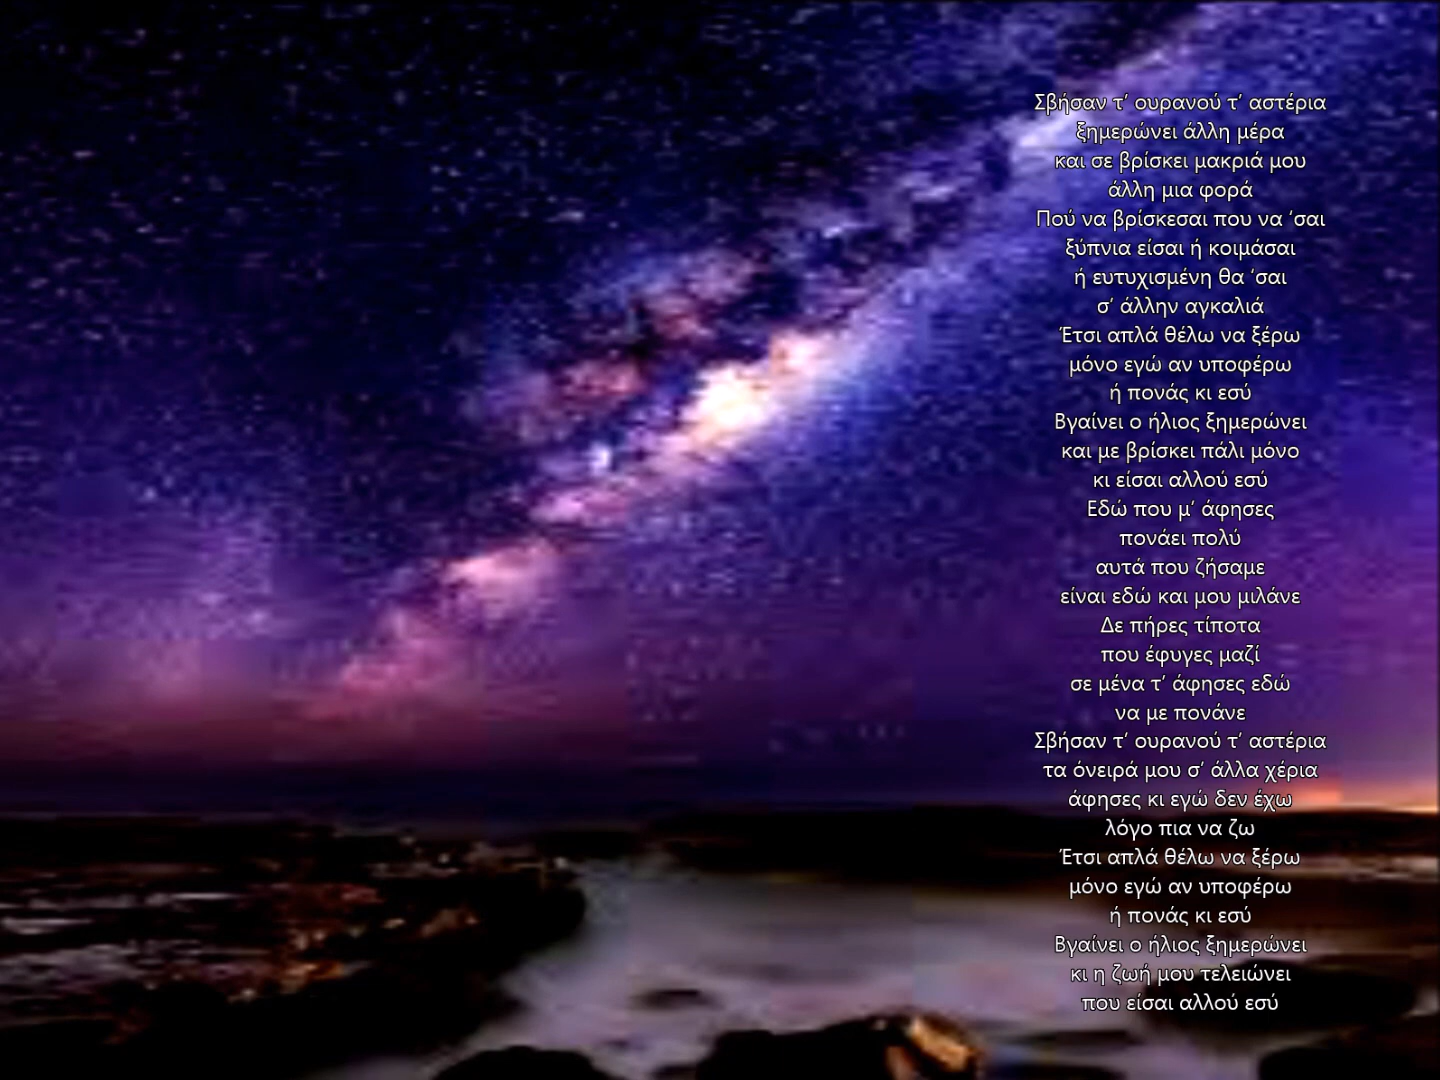 Σβήσαν τ’ ουρανού τ’ αστέρια
ξημερώνει άλλη μέρα
και σε βρίσκει μακριά μου
άλλη μια φορά
Πού να βρίσκεσαι που να ‘σαι
ξύπνια είσαι ή κοιμάσαι
ή ευτυχισμένη θα ‘σαι
σ’ άλλην αγκαλιά
Έτσι απλά θέλω να ξέρω
μόνο εγώ αν υποφέρω
ή πονάς κι εσύ
Βγαίνει ο ήλιος ξημερώνει
και με βρίσκει πάλι μόνο
κι είσαι αλλού εσύ
Εδώ που μ’ άφησες
πονάει πολύ
αυτά που ζήσαμε
είναι εδώ και μου μιλάνε
Δε πήρες τίποτα
που έφυγες μαζί
σε μένα τ’ άφησες εδώ
να με πονάνε
Σβήσαν τ’ ουρανού τ’ αστέρια
τα όνειρά μου σ’ άλλα χέρια
άφησες κι εγώ δεν έχω
λόγο πια να ζω
Έτσι απλά θέλω να ξέρω
μόνο εγώ αν υποφέρω
ή πονάς κι εσύ
Βγαίνει ο ήλιος ξημερώνει
κι η ζωή μου τελειώνει
που είσαι αλλού εσύ